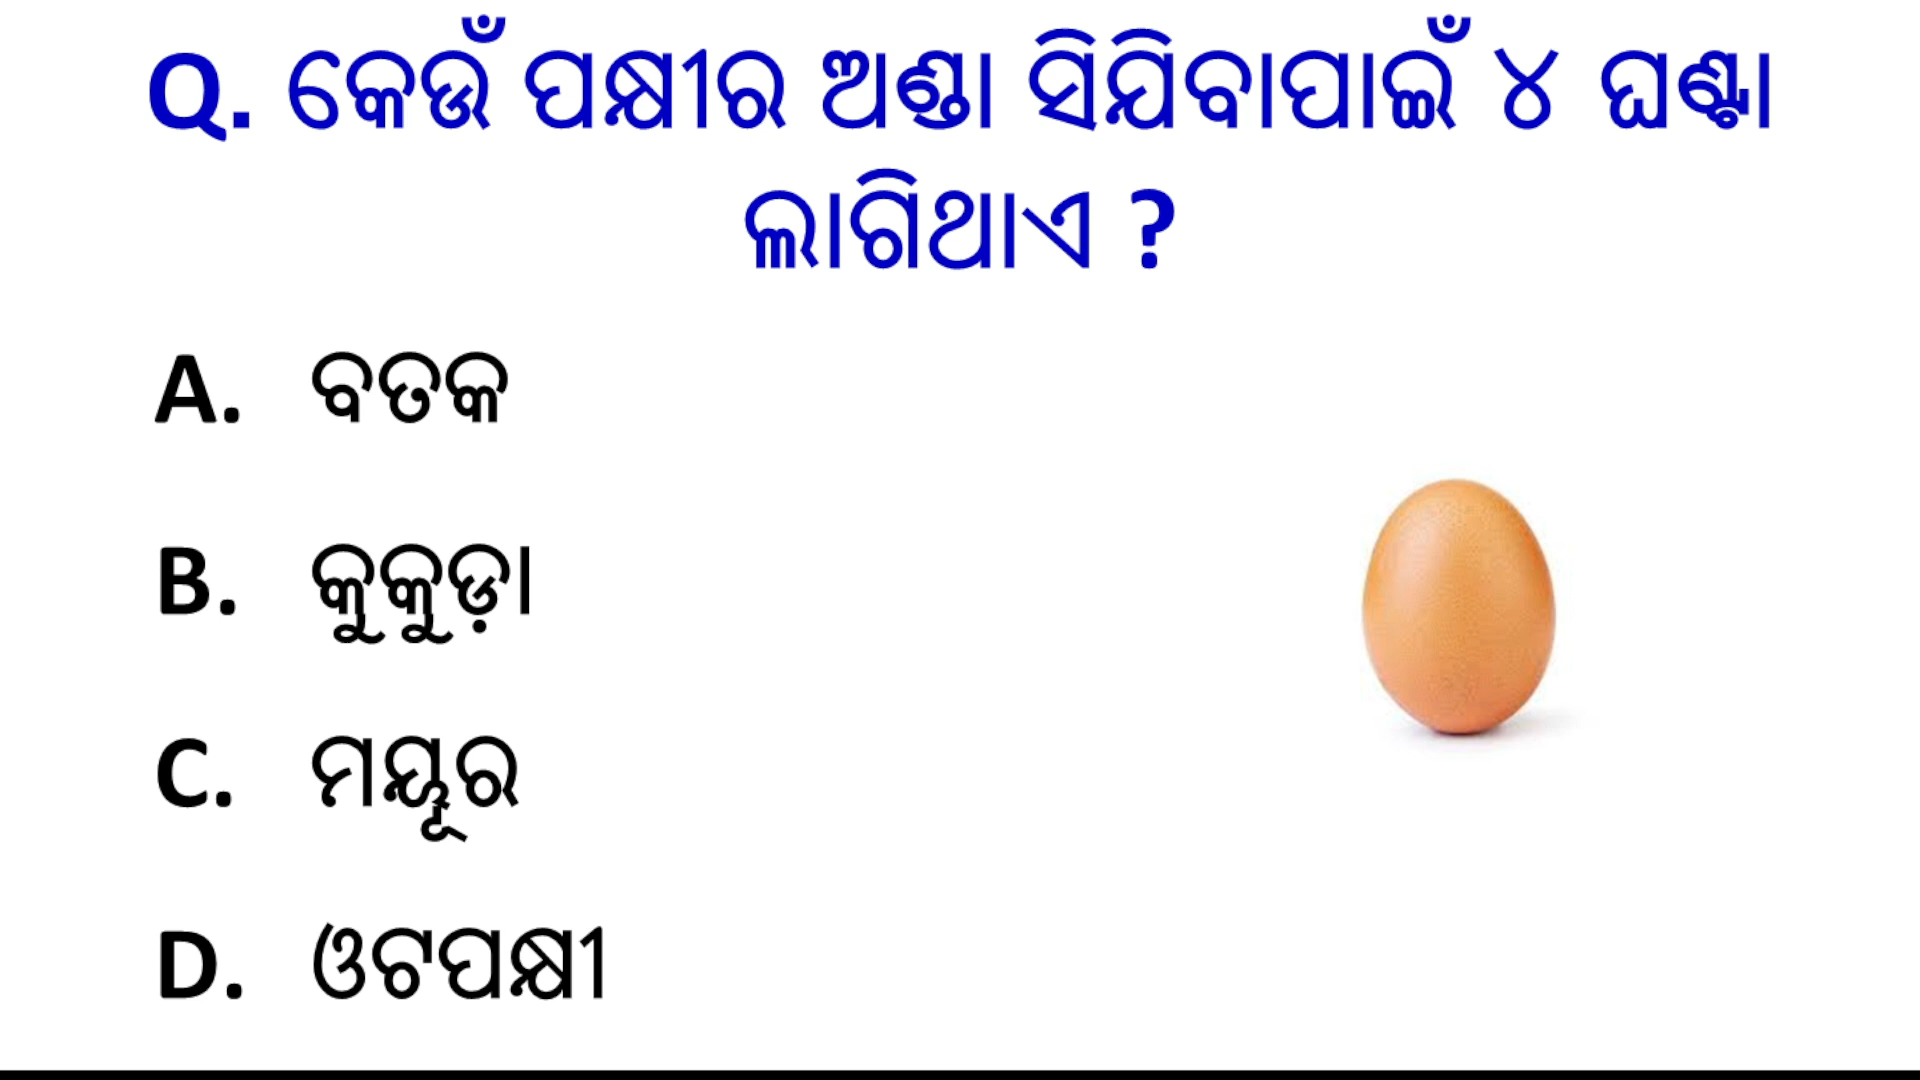 Q. କେଉଁ ପକ୍ଷୀର ଅଣ୍ଡା ସିଯିବାପାଇଁ ୪ ଘଣ୍ଟା
ଲାଗିଥାଏ ?
A. ବତକ
B. କୁକୁଡ଼ା
C. ମୟୂର
D. ଓଟପକ୍ଷୀ